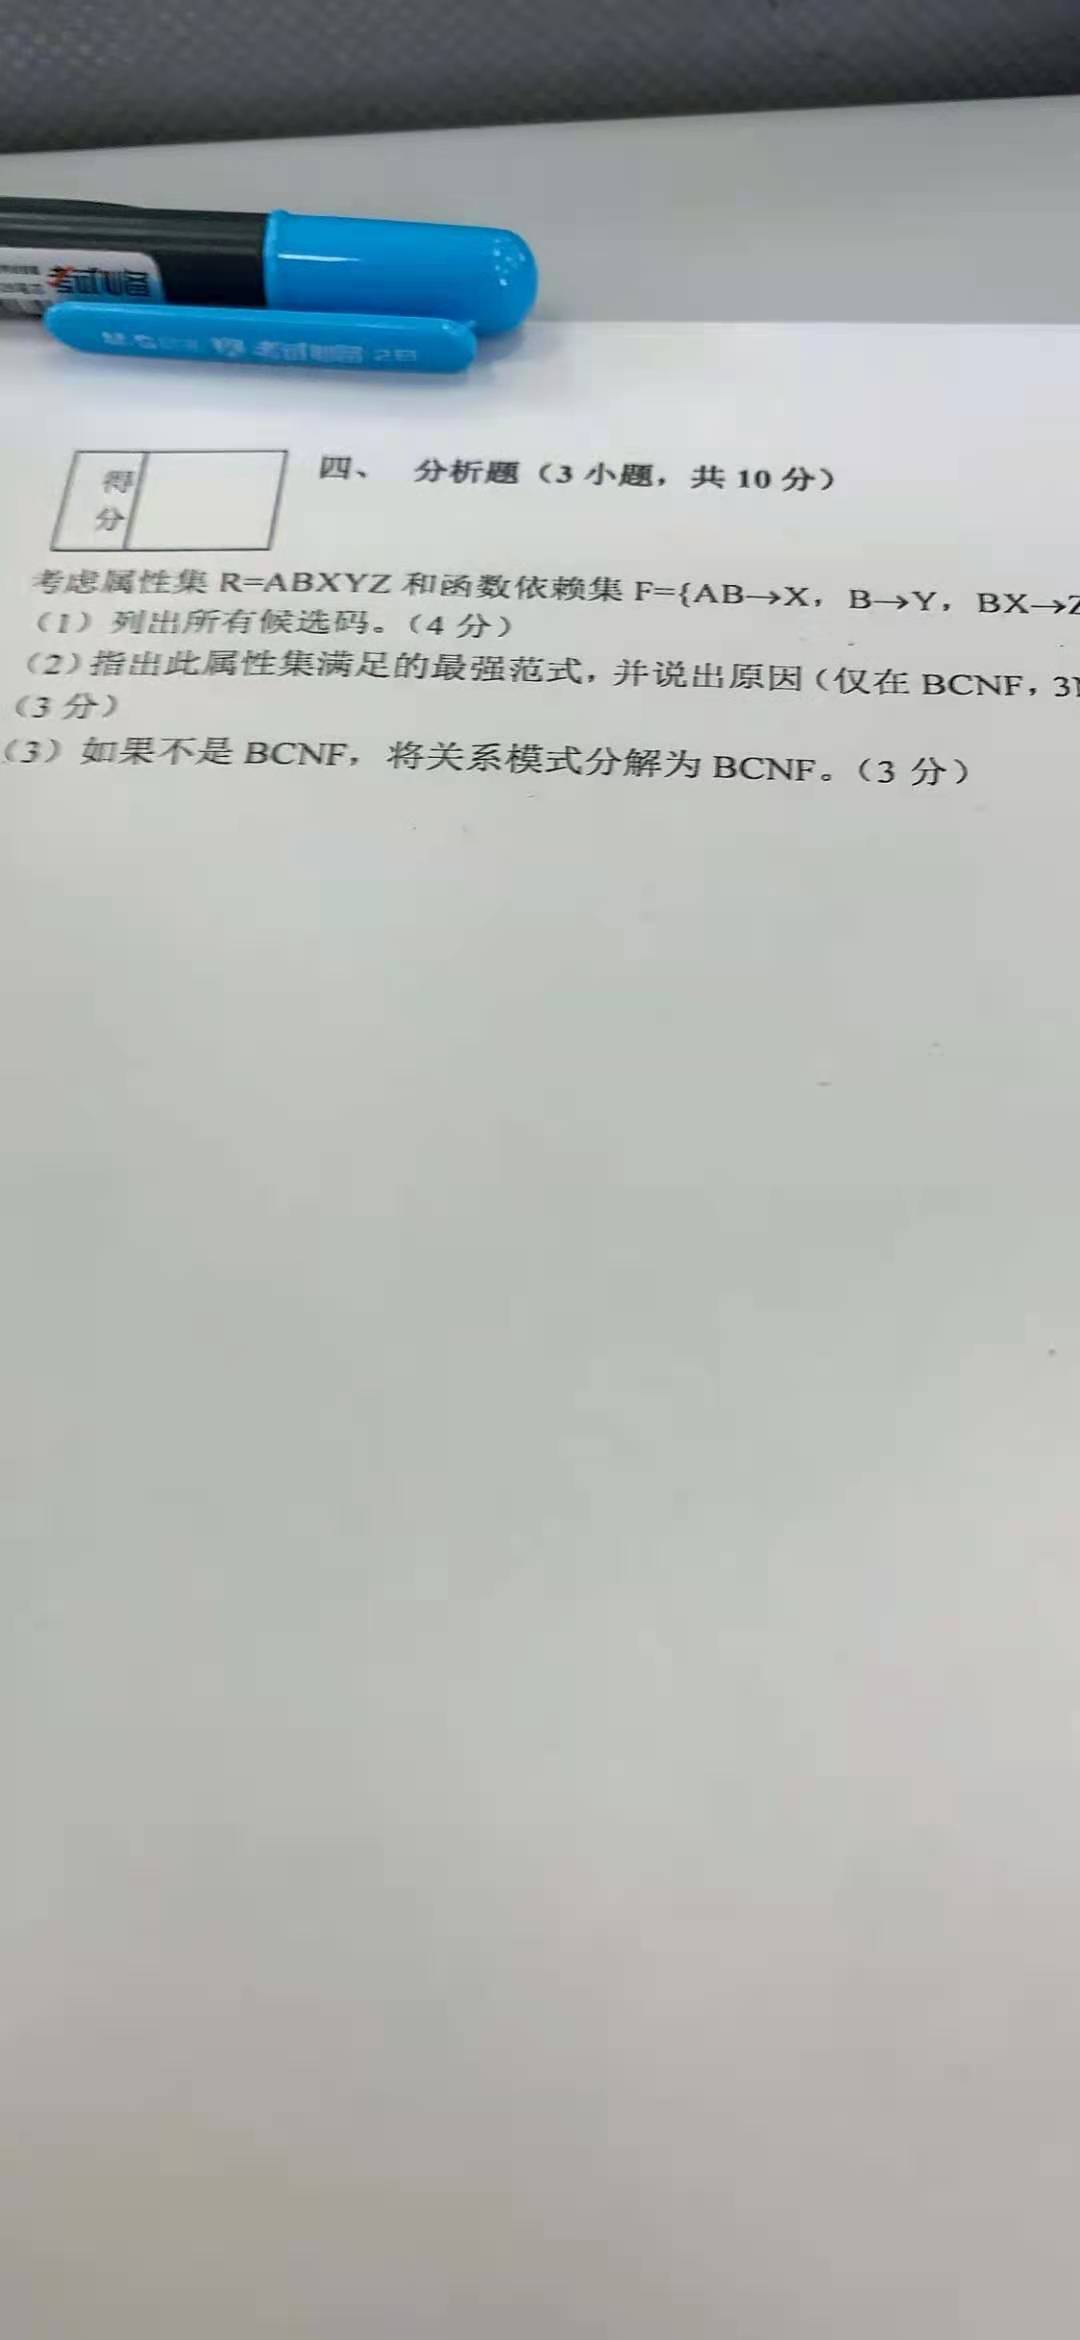 考试必备
考试必备 2B
得分
四、 分析题（3 小题，共 10 分）
考虑属性集 R=ABXYZ 和函数依赖集 F={AB→X，B→Y，BX→Z
（1）列出所有候选码。（4 分）
（2）指出此属性集满足的最强范式，并说出原因（仅在 BCNF，3
（3 分）
（3）如果不是 BCNF，将关系模式分解为 BCNF。（3 分）